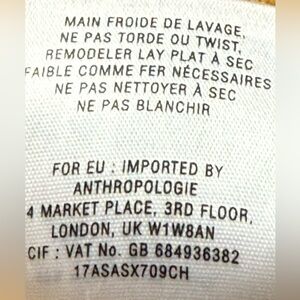 MAIN FROIDE DE LAVAGE,
NE PAS TORDE OU TWIST,
REMODELER LAY PLAT À SEC
FAIBLE COMME FER NÉCESSAIRES
NE PAS NETTOYER À SEC
NE PAS BLANCHIR
FOR EU : IMPORTED BY
ANTHROPOLOGIE
4 MARKET PLACE, 3RD FLOOR,
LONDON, UK W1W8AN
CIF : VAT No. GB 684936382
17ASASX709CH